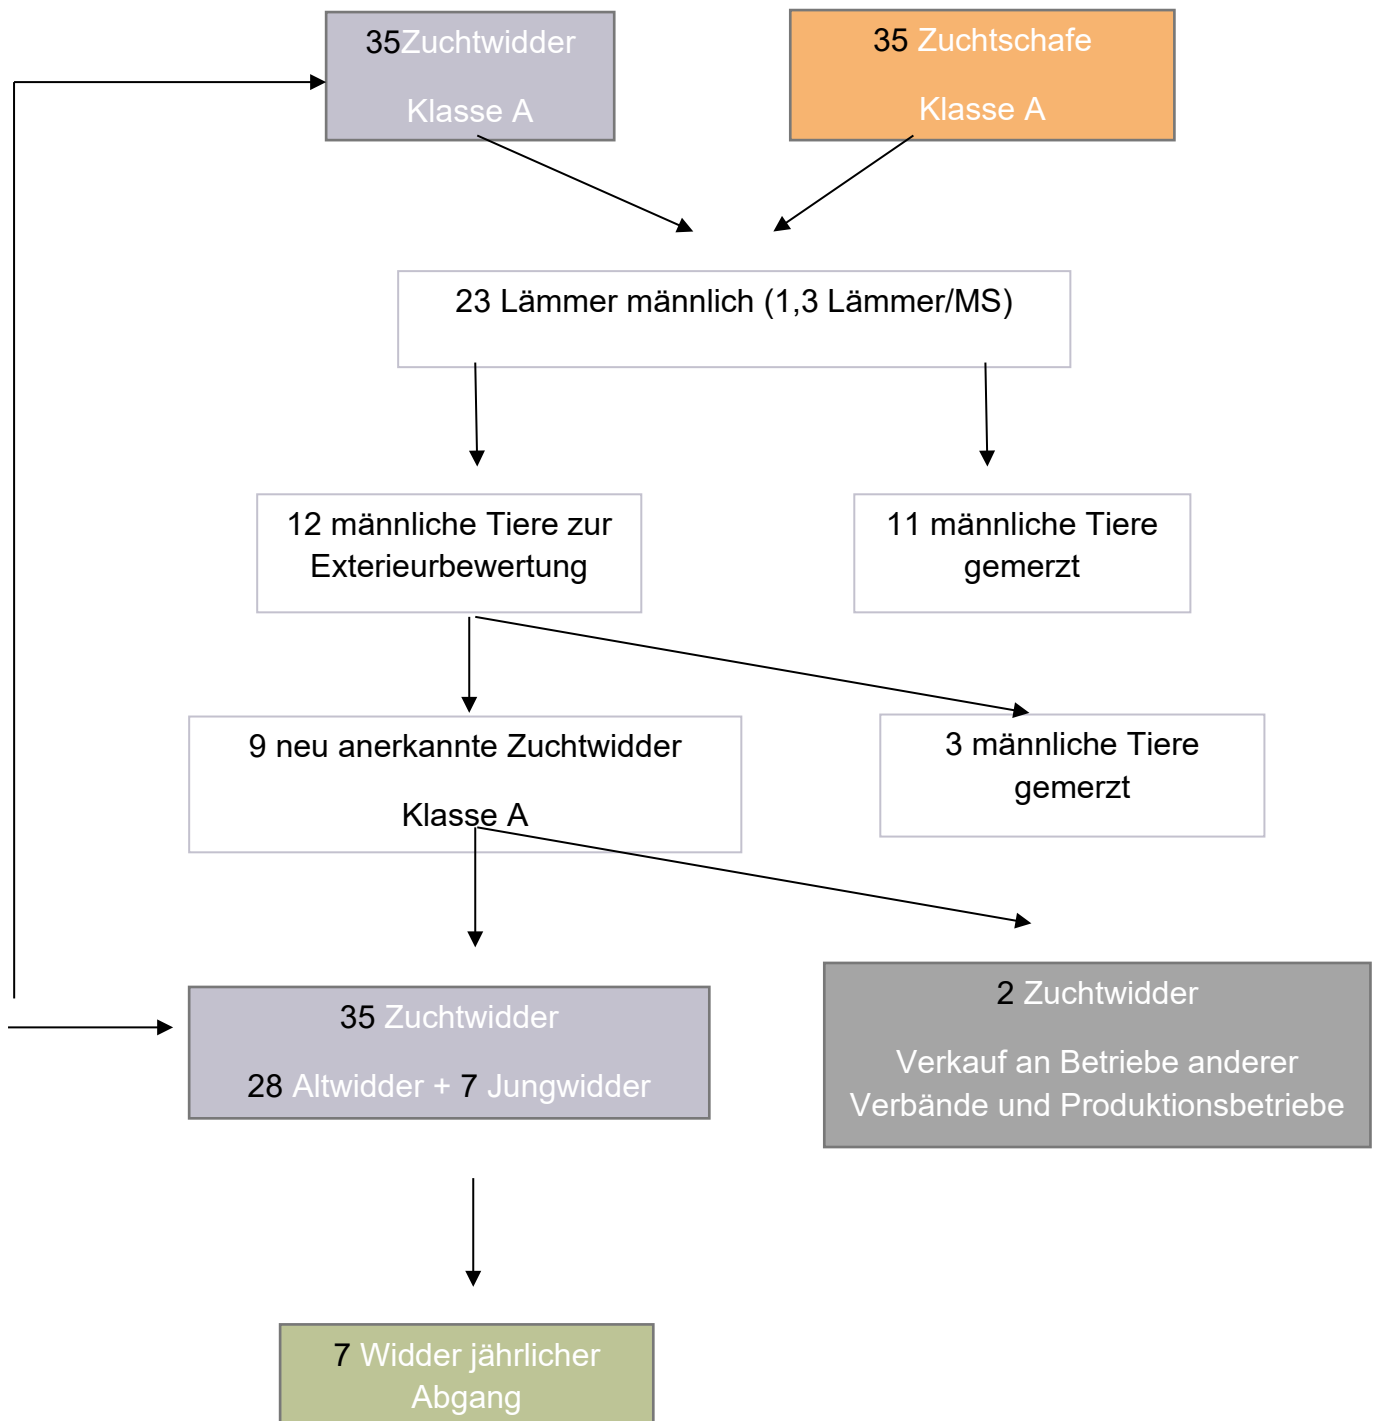 35Zuchtwidder
Klasse A
35 Zuchtschafe
Klasse A
23 Lämmer männlich (1,3 Lämmer/MS)
12 männliche Tiere zur
Exterieurbewertung
11 männliche Tiere
gemerzt
9 neu anerkannte Zuchtwidder
Klasse A
3 männliche Tiere
gemerzt
35 Zuchtwidder
28 Altwidder + 7 Jungwidder
2 Zuchtwidder
Verkauf an Betriebe anderer
Verbände und Produktionsbetriebe
7 Widder jährlicher
Abgang